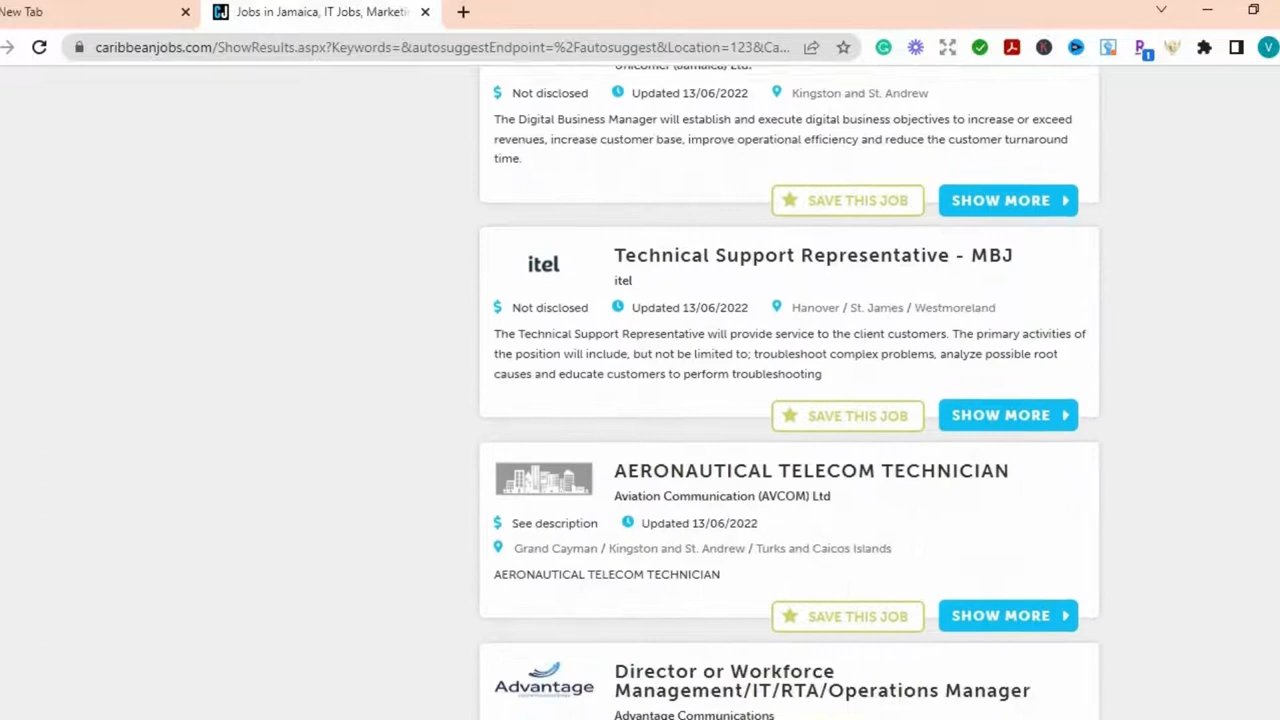 New Tab
Jobs in Jamaica, IT Jobs, Marketi
caribbeanjobs.com/ShowResults.aspx?Keywords=&autosuggestEndpoint=%2Fautosuggest&Location=123&Ca...
V
1
Unicomer (Jamaica) Ltd.
Not disclosed Updated 13/06/2022 Kingston and St. Andrew
The Digital Business Manager will establish and execute digital business objectives to increase or exceed
revenues, increase customer base, improve operational efficiency and reduce the customer turnaround
time.
SAVE THIS JOB SHOW MORE
itel
Technical Support Representative - MBJ
itel
Not disclosed Updated 13/06/2022 Hanover / St. James / Westmoreland
The Technical Support Representative will provide service to the client customers. The primary activities of
the position will include, but not be limited to; troubleshoot complex problems, analyze possible root
causes and educate customers to perform troubleshooting
SAVE THIS JOB SHOW MORE
AERONAUTICAL TELECOM TECHNICIAN
Aviation Communication (AVCOM) Ltd
See description Updated 13/06/2022
Grand Cayman / Kingston and St. Andrew / Turks and Caicos Islands
AERONAUTICAL TELECOM TECHNICIAN
SAVE THIS JOB SHOW MORE
Advantage
Director or Workforce
Management/IT/RTA/Operations Manager
Advantage Communications